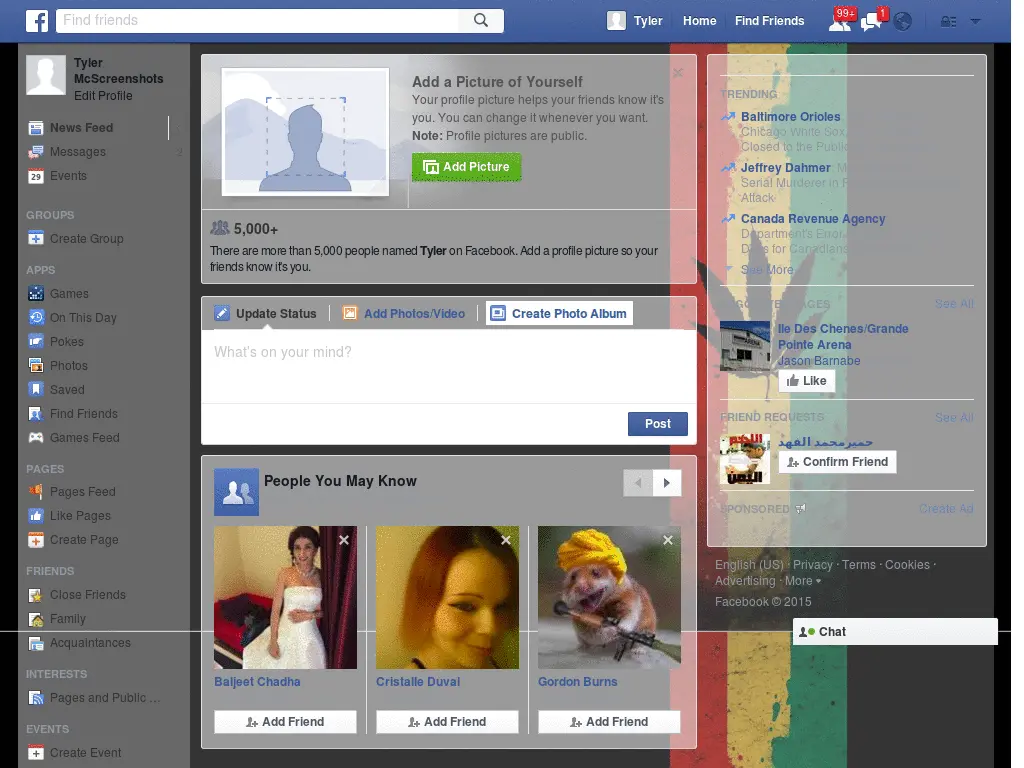 f
Find friends
Tyler
Home
Find Friends
99+
1
Tyler
McScreenshots
Edit Profile
News Feed
Messages
2
Events
29
GROUPS
Create Group
APPS
Games
On This Day
Pokes
Photos
Saved
Find Friends
Games Feed
PAGES
Pages Feed
Like Pages
Create Page
FRIENDS
Close Friends
Family
Acquaintances
INTERESTS
Pages and Public ...
EVENTS
Create Event
Add a Picture of Yourself
Your profile picture helps your friends know it's
you. You can change it whenever you want.
Note: Profile pictures are public.
Add Picture
5,000+
There are more than 5,000 people named Tyler on Facebook. Add a profile picture so your
friends know it's you.
Update Status
Add Photos/Video
Create Photo Album
What's on your mind?
Post
People You May Know
Baljeet Chadha
Cristalle Duval
Gordon Burns
Add Friend
Add Friend
Add Friend
TRENDING
Baltimore Orioles
Chicago White Sox,
Closed to the Public
Jeffrey Dahmer:
Serial Murderer in
Attack
Canada Revenue Agency
Department's Error,
Days for Canadians
See More
PAGES
See All
Ile Des Chenes/Grande
Pointe Arena
Jason Barnabe
Like
FRIEND REQUESTS
See All
حميرمحمد الفهد
Confirm Friend
SPONSORED
Create Ad
English (US) · Privacy · Terms · Cookies ·
Advertising · More
Facebook © 2015
Chat